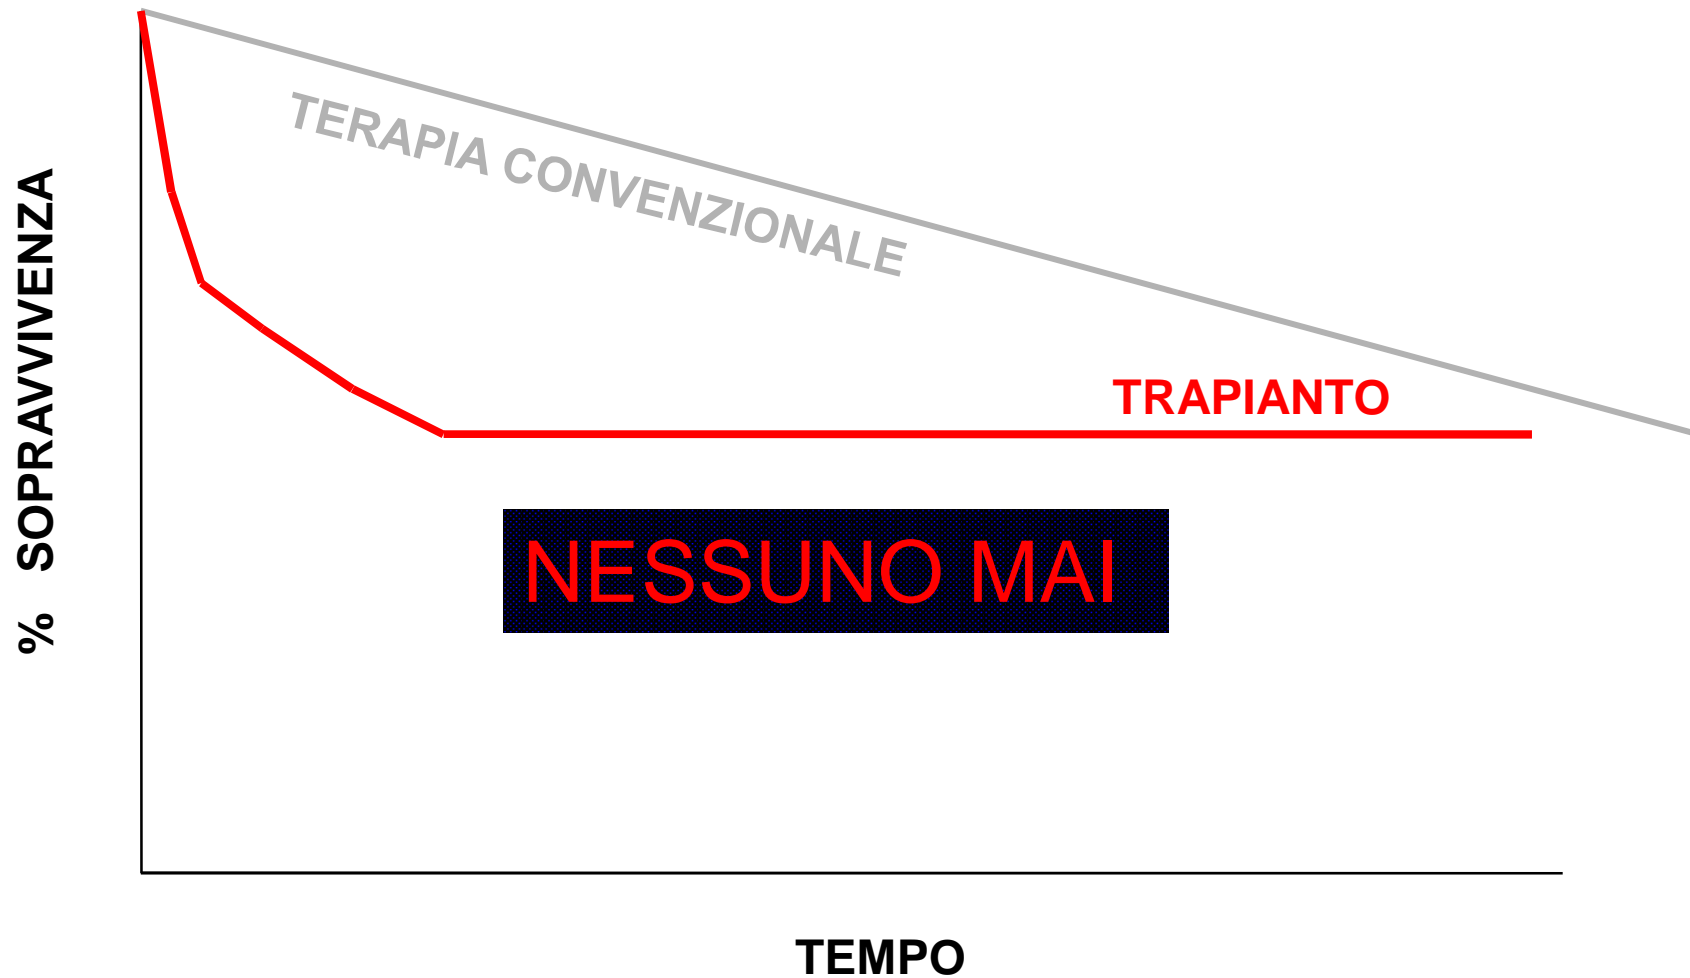 % SOPRAVVIVENZA
TERAPIA CONVENZIONALE
TRAPIANTO
NESSUNO MAI
TEMPO